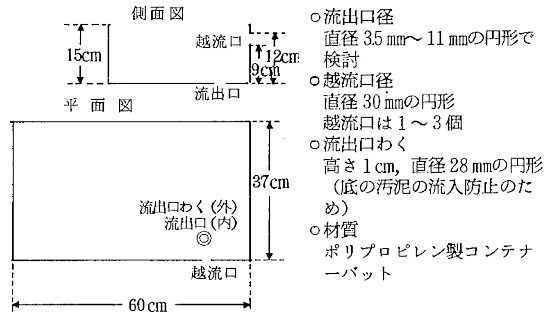 側面図
越流口
15cm
12cm
9cm
流出口
平面図
37cm
流出口わく(外)
流出口(内)
越流口
60cm
○流出口径
直径3.5㎜〜11㎜の円形で
検討
○越流口径
直径30㎜の円形
越流口は1〜3個
○流出口わく
高さ1cm, 直径28㎜の円形
(底の汚泥の流入防止のた
め)
○材質
ポリプロピレン製コンテナ
ーバット